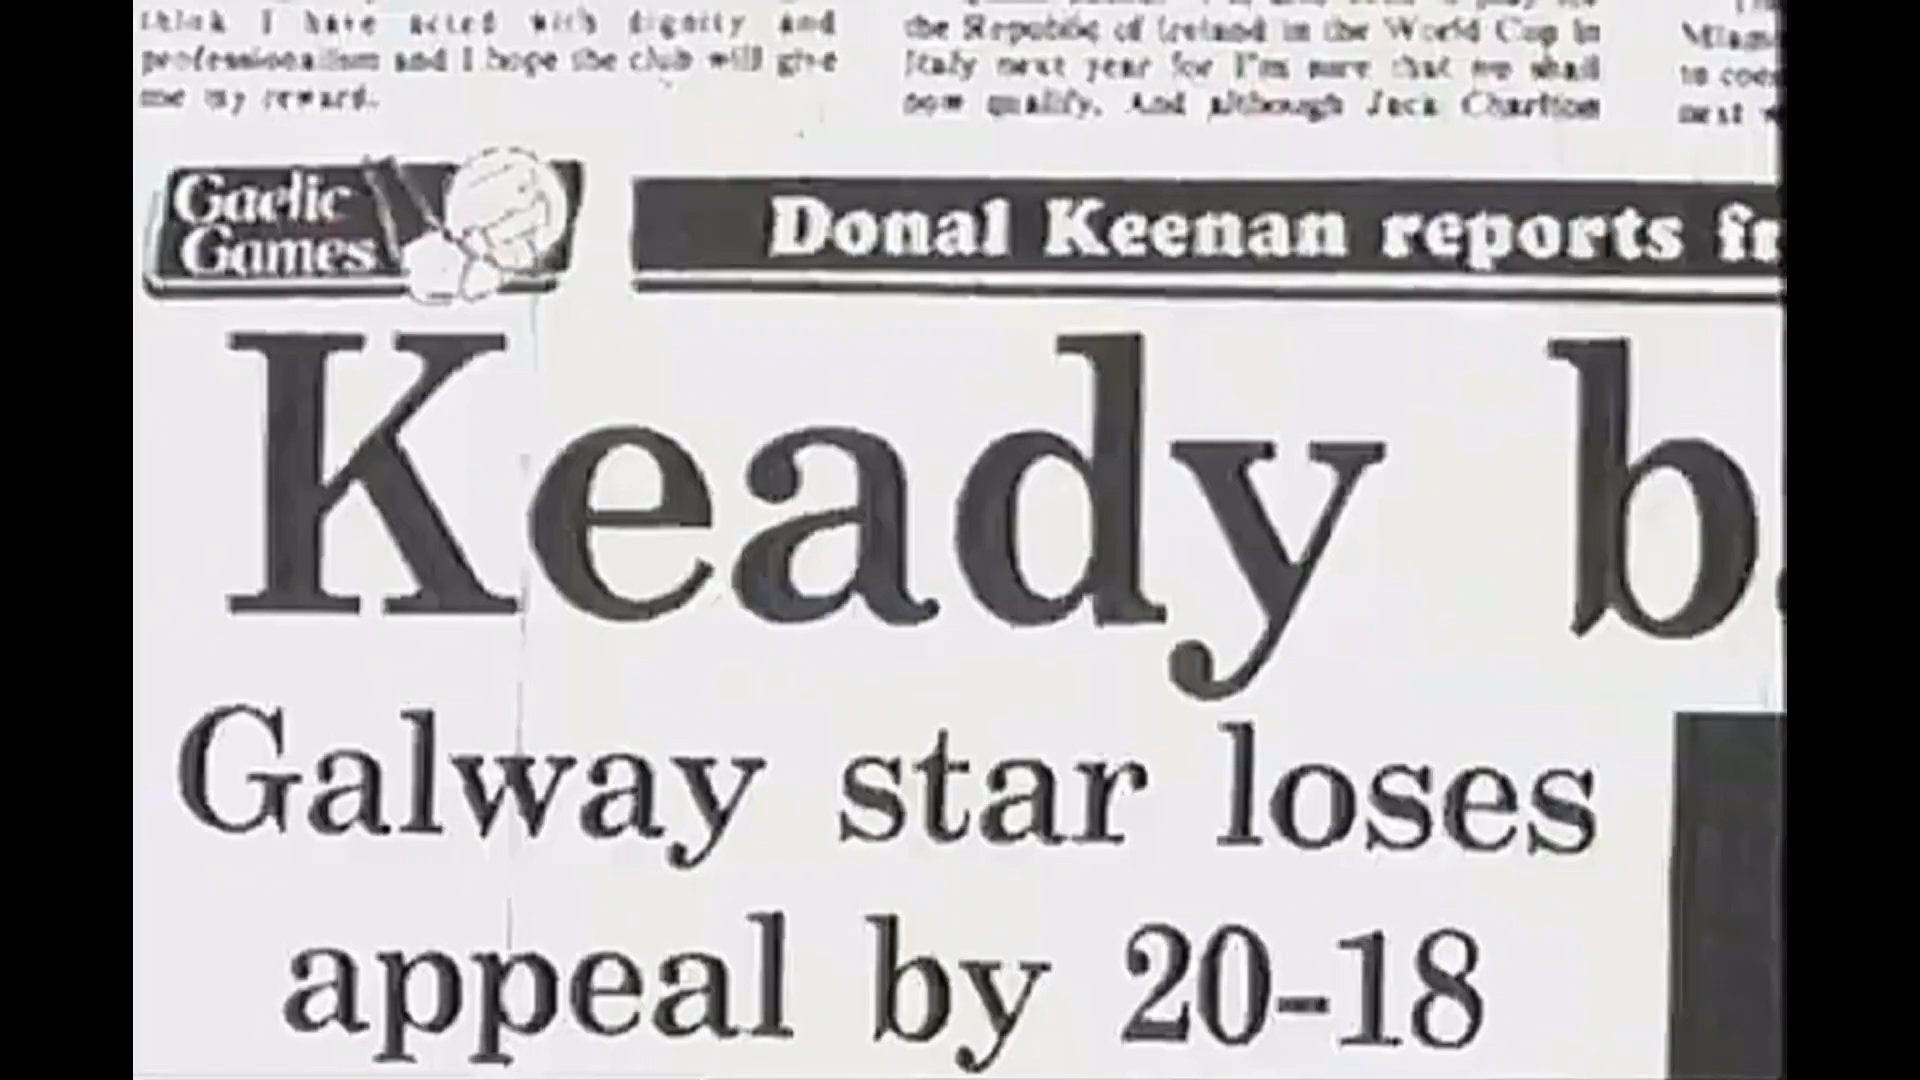 think I have acted with dignity and
professionalism and I hope the club will give
me my reward.
the Republic of Ireland in the World Cup in
Italy next year for I'm sure that we shall
now qualify. And although Jack Charlton
Gaelic
Games
Donal Keenan reports fr
Keady b
Galway star loses
appeal by 20-18